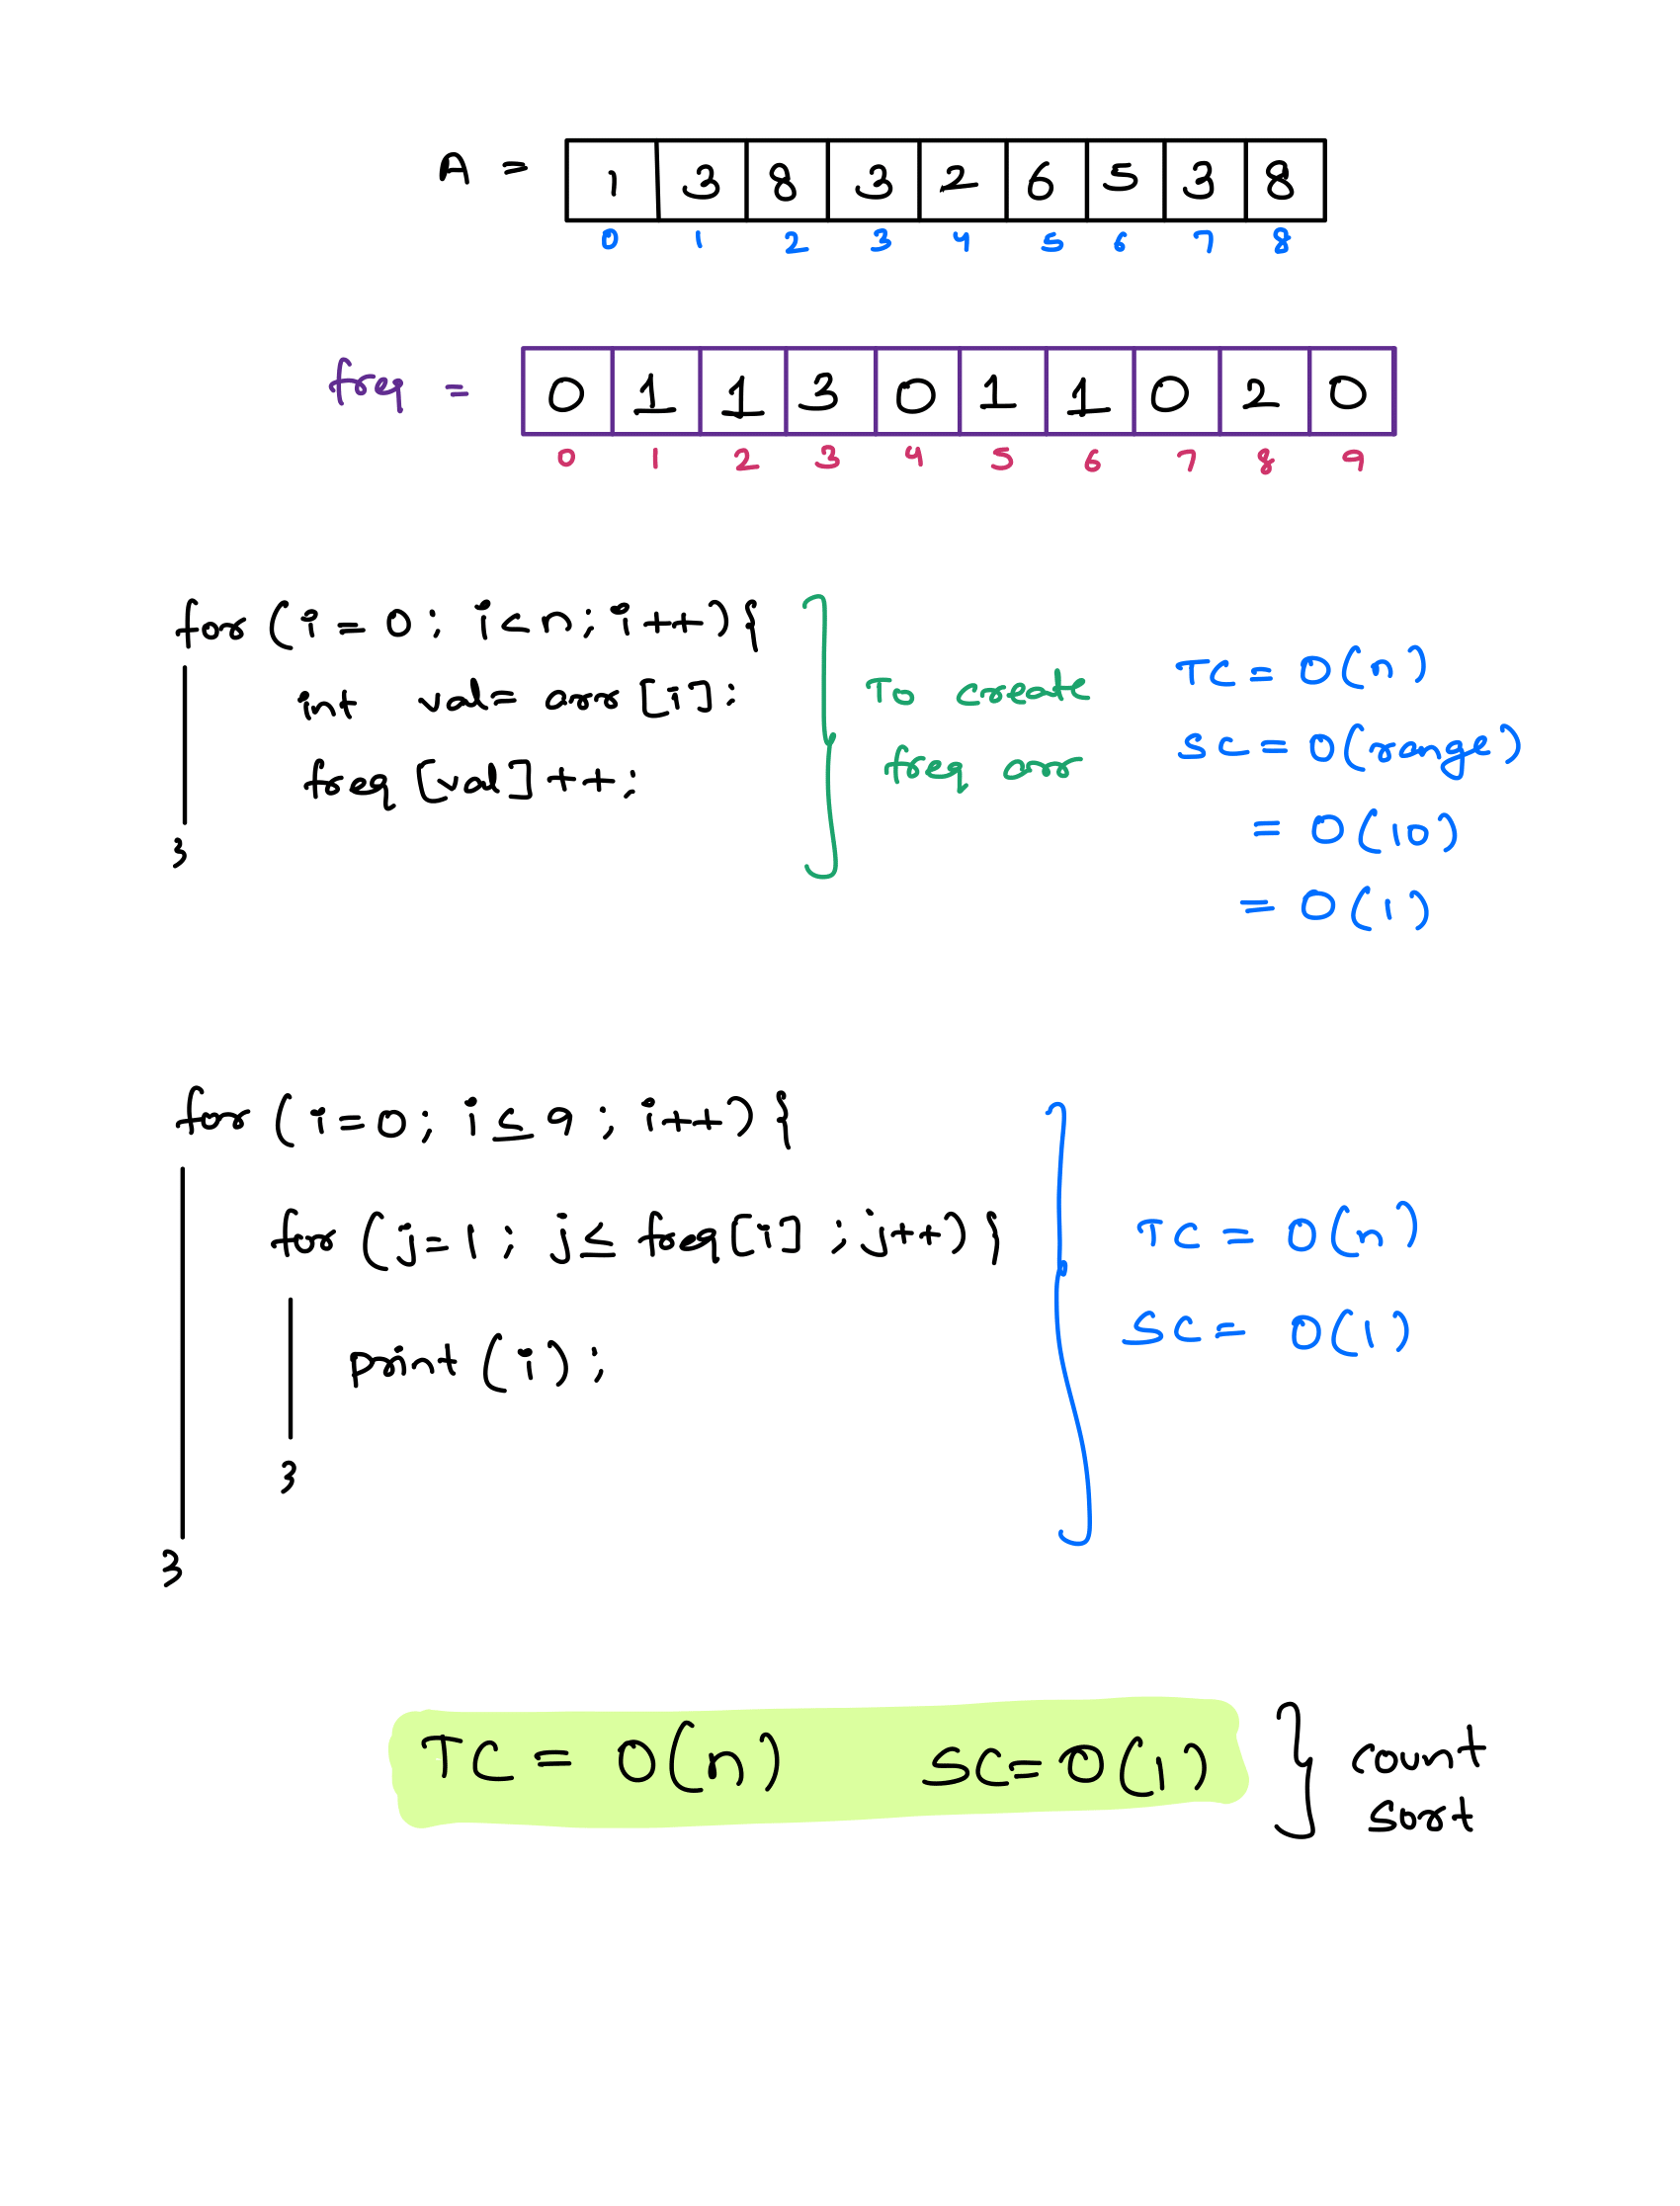 A = 1 3 8 3 2 6 5 3 8
0 1 2 3 4 5 6 7 8
freq = 0 1 1 3 0 1 1 0 2 0
0 1 2 3 4 5 6 7 8 9
for (i = 0; i < n; i++) {
int val = arr[i];
freq [val]++;
}
To create
freq arr
TC = O(n)
SC = O(range)
= O(10)
= O(1)
for (i=0; i ≤ 9; i++) {
for (j=1; j ≤ freq[i]; j++) {
print (i);
}
}
TC = O(n)
SC = O(1)
TC = O(n) SC = O(1)
count
sort